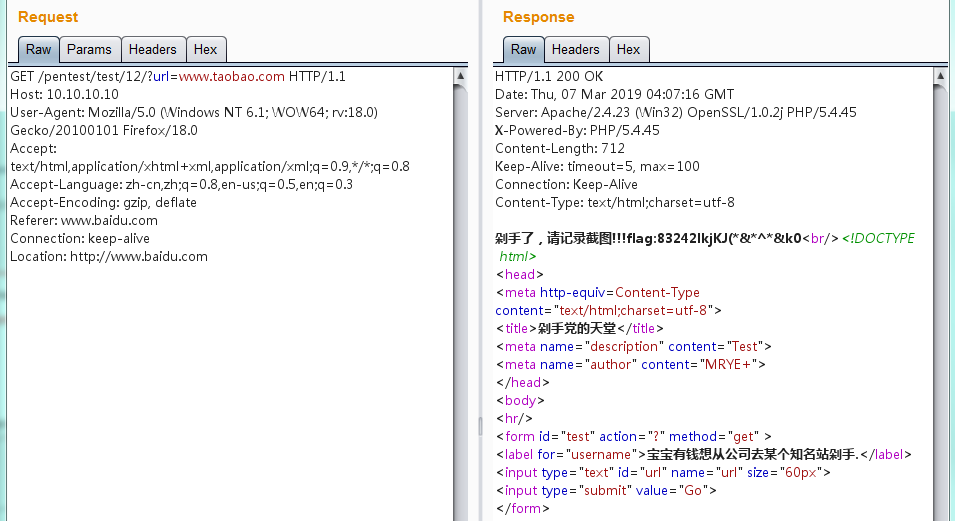 Request
Raw Params Headers Hex
GET /pentest/test/12/?url=www.taobao.com HTTP/1.1
Host: 10.10.10.10
User-Agent: Mozilla/5.0 (Windows NT 6.1; WOW64; rv:18.0)
Gecko/20100101 Firefox/18.0
Accept:
text/html,application/xhtml+xml,application/xml;q=0.9,*/*;q=0.8
Accept-Language: zh-cn,zh;q=0.8,en-us;q=0.5,en;q=0.3
Accept-Encoding: gzip, deflate
Referer: www.baidu.com
Connection: keep-alive
Location: http://www.baidu.com
Response
Raw Headers Hex
HTTP/1.1 200 OK
Date: Thu, 07 Mar 2019 04:07:16 GMT
Server: Apache/2.4.23 (Win32) OpenSSL/1.0.2j PHP/5.4.45
X-Powered-By: PHP/5.4.45
Content-Length: 712
Keep-Alive: timeout=5, max=100
Connection: Keep-Alive
Content-Type: text/html;charset=utf-8
剁手了，请记录截图!!!flag:83242lkjKJ(*&*^*&k0<br/> <!DOCTYPE
html>
<head>
<meta http-equiv=Content-Type
content="text/html;charset=utf-8">
<title>剁手党的天堂</title>
<meta name="description" content="Test">
<meta name="author" content="MRYE+">
</head>
<body>
<hr/>
<form id="test" action="?" method="get" >
<label for="username">宝宝有钱想从公司去某个知名站剁手.</label>
<input type="text" id="url" name="url" size="60px">
<input type="submit" value="Go">
</form>